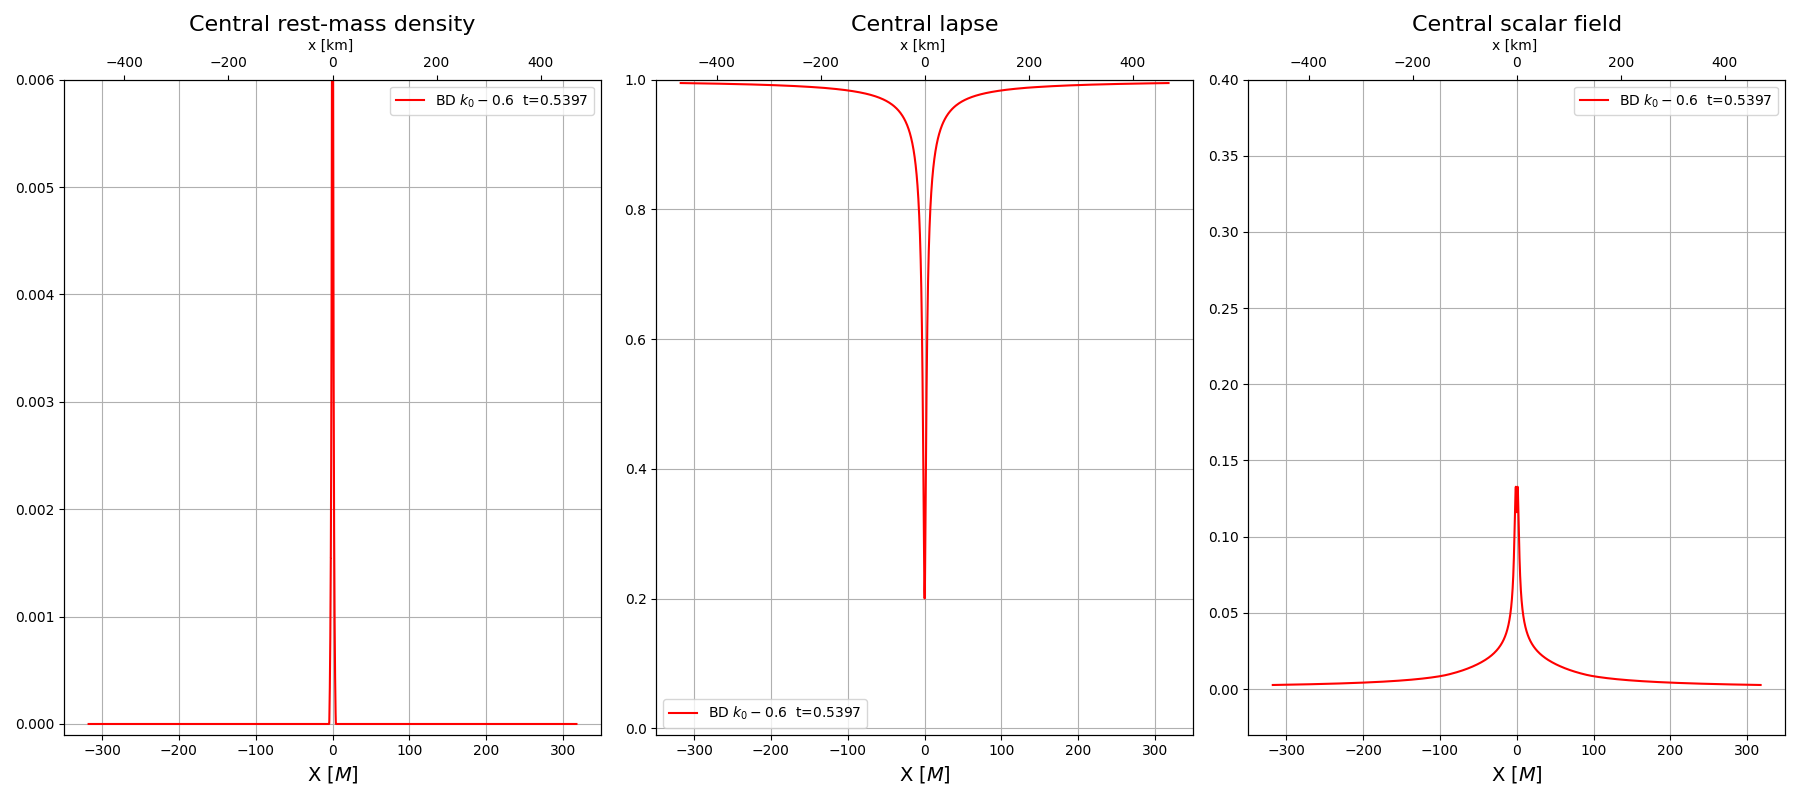 Central rest-mass density
x [km]
−400 −200 0 200 400
0.006
0.005
0.004
0.003
0.002
0.001
0.000
BD k₀ − 0.6 t=0.5397
−300 −200 −100 0 100 200 300
X [M]
Central lapse
x [km]
−400 −200 0 200 400
1.0
0.8
0.6
0.4
0.2
0.0
BD k₀ − 0.6 t=0.5397
−300 −200 −100 0 100 200 300
X [M]
Central scalar field
x [km]
−400 −200 0 200 400
0.40
0.35
0.30
0.25
0.20
0.15
0.10
0.05
0.00
BD k₀ − 0.6 t=0.5397
−300 −200 −100 0 100 200 300
X [M]